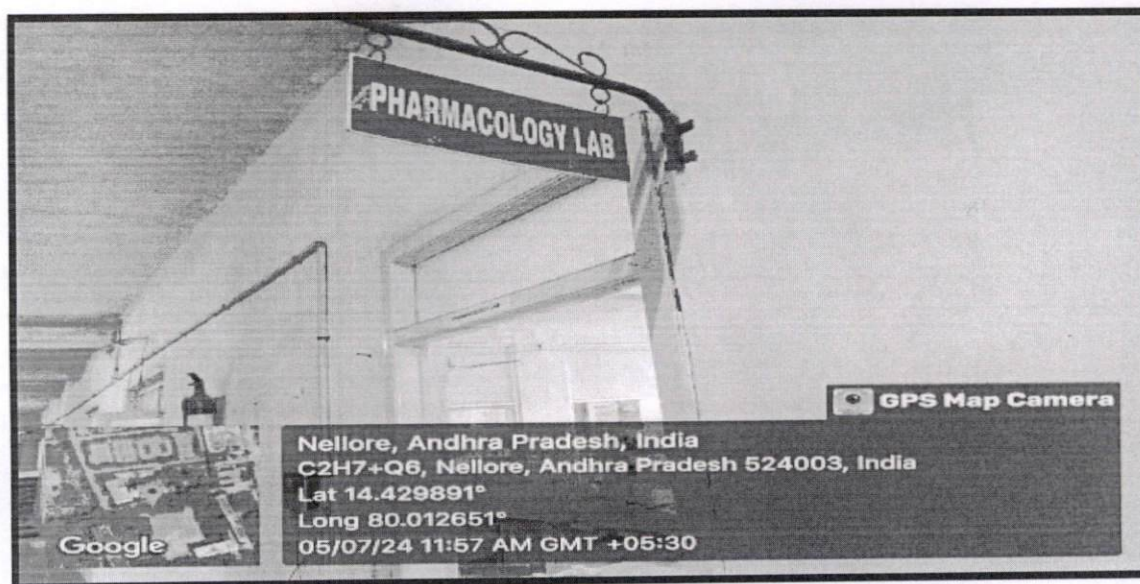 PHARMACOLOGY LAB
GPS Map Camera
Nellore, Andhra Pradesh, India
C2H7+Q6, Nellore, Andhra Pradesh 524003, India
Lat 14.429891°
Long 80.012651°
05/07/24 11:57 AM GMT +05:30
Google